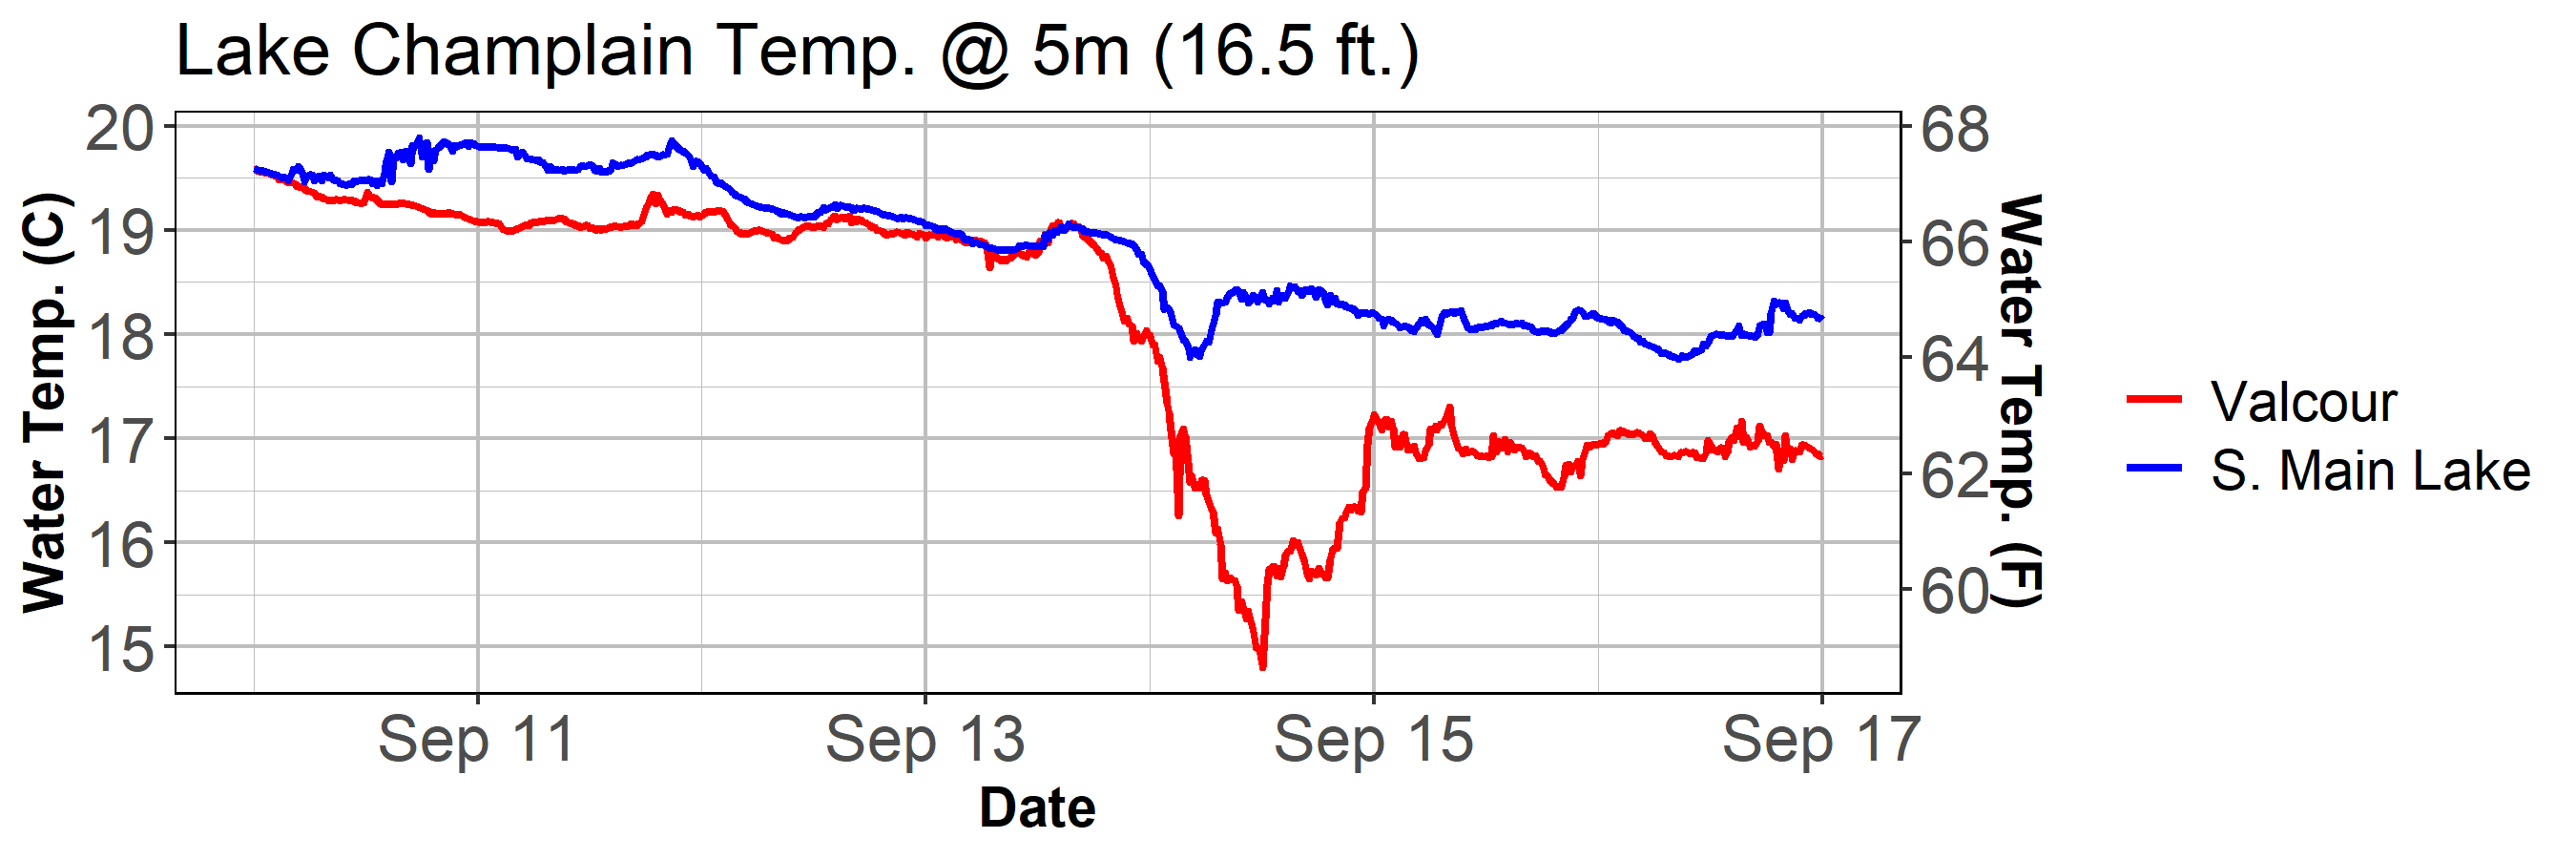 Lake Champlain Temp. @ 5m (16.5 ft.)
Water Temp. (C)
20
19
18
17
16
15
68
66
64
62
60
Water Temp. (F)
Sep 11
Sep 13
Sep 15
Sep 17
Date
Valcour
S. Main Lake